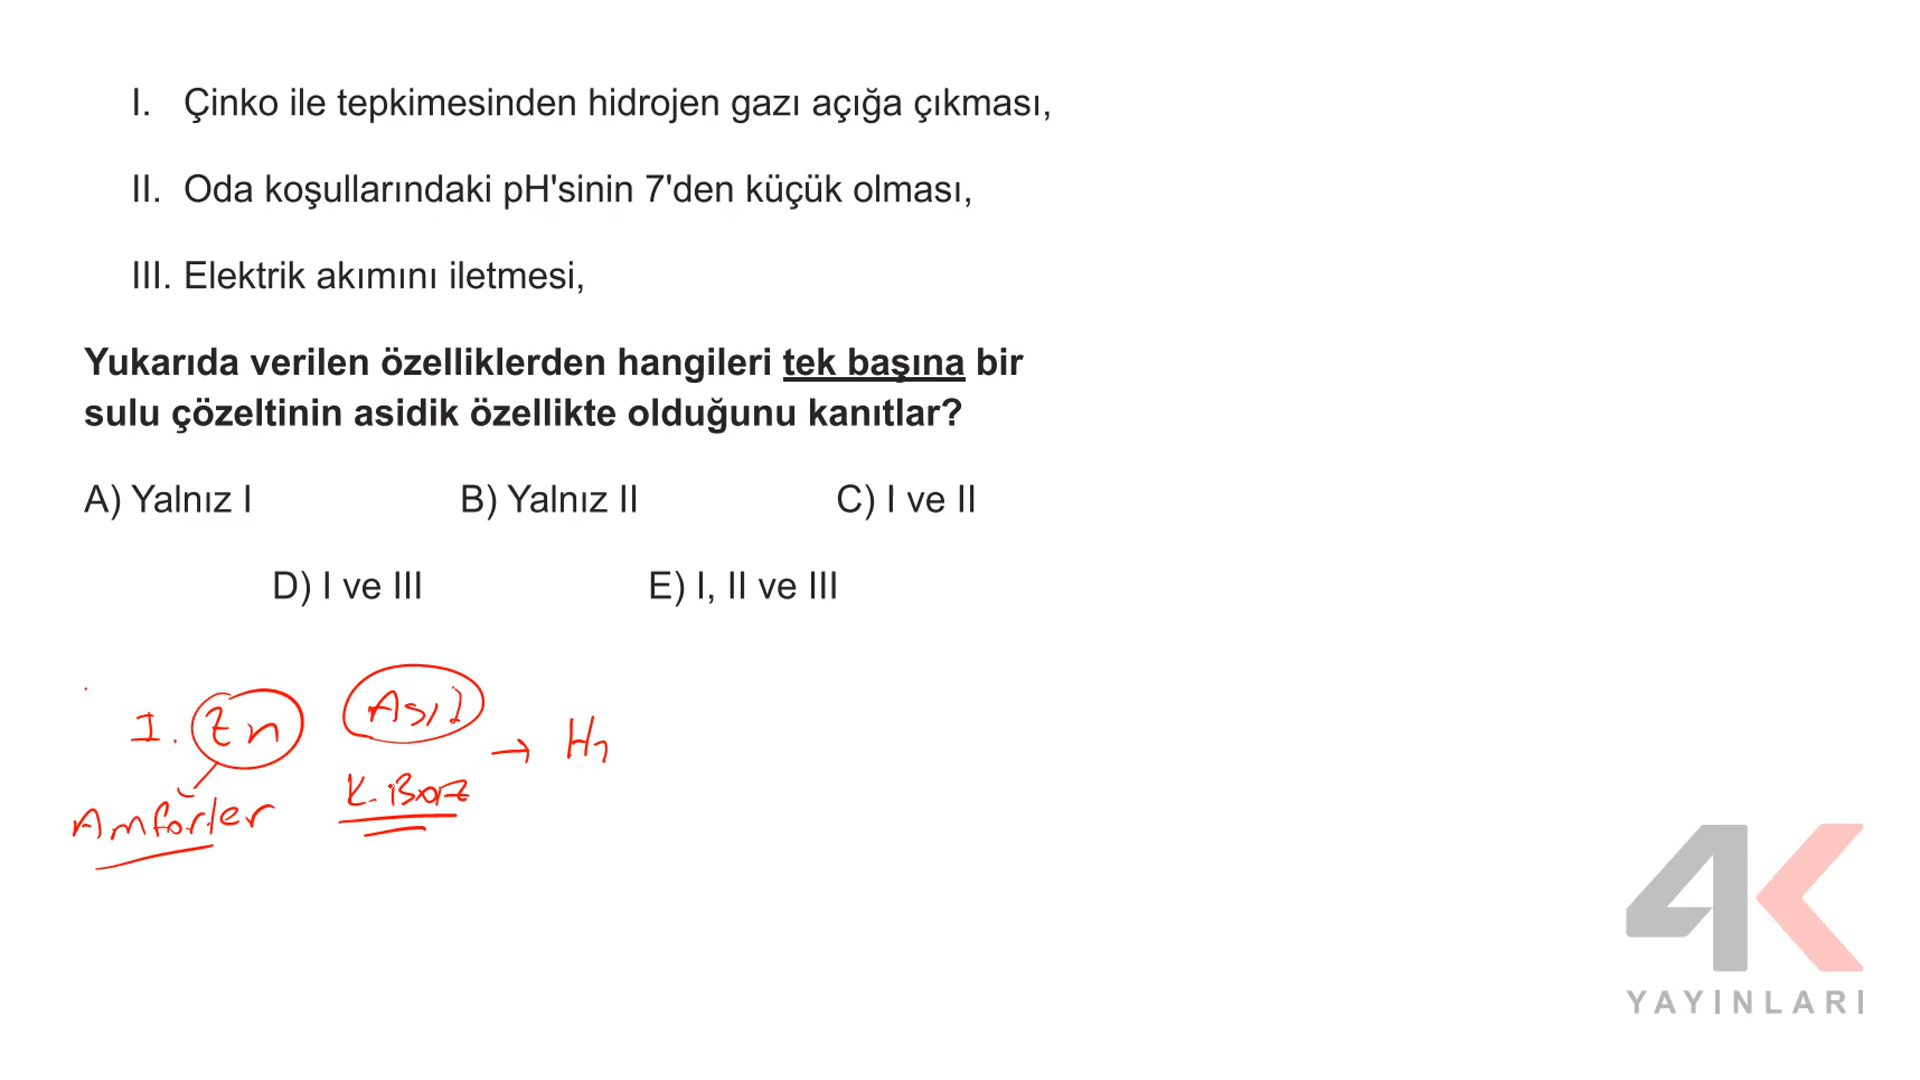 I. Çinko ile tepkimesinden hidrojen gazı açığa çıkması,
II. Oda koşullarındaki pH'sinin 7'den küçük olması,
III. Elektrik akımını iletmesi,
Yukarıda verilen özelliklerden hangileri tek başına bir
sulu çözeltinin asidik özellikte olduğunu kanıtlar?
A) Yalnız I B) Yalnız II C) I ve II
D) I ve III E) I, II ve III
I. Zn Asit → H2
Amfoter K. Baz
4K
YAYINLARI